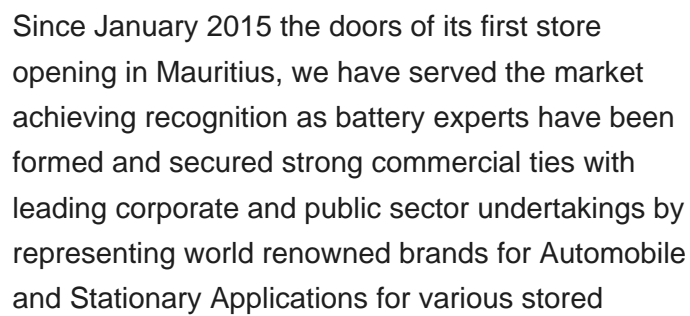 Since January 2015 the doors of its first store
opening in Mauritius, we have served the market
achieving recognition as battery experts have been
formed and secured strong commercial ties with
leading corporate and public sector undertakings by
representing world renowned brands for Automobile
and Stationary Applications for various stored